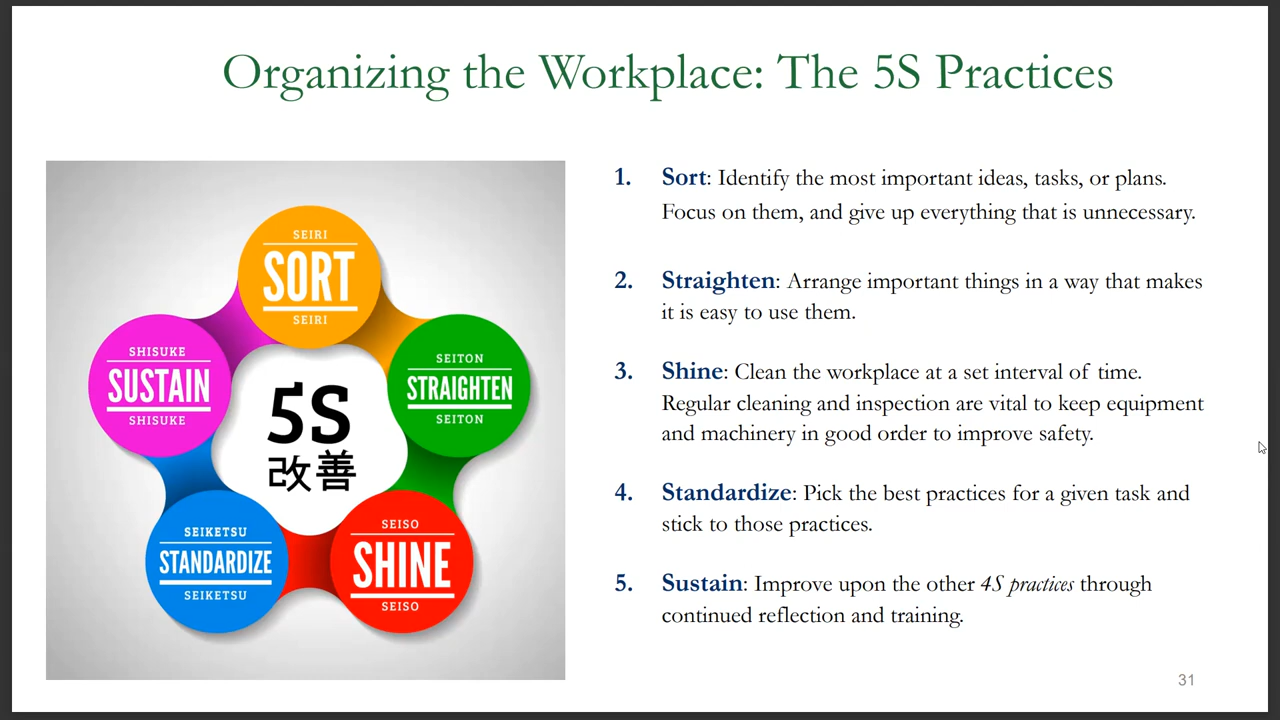 Organizing the Workplace: The 5S Practices
SEIRI
SORT
SEIRI
SHISUKE
SUSTAIN
SHISUKE
SEITON
STRAIGHTEN
SEITON
5S
改善
SEIKETSU
STANDARDIZE
SEIKETSU
SEISO
SHINE
SEISO
1. Sort: Identify the most important ideas, tasks, or plans.
Focus on them, and give up everything that is unnecessary.
2. Straighten: Arrange important things in a way that makes
it is easy to use them.
3. Shine: Clean the workplace at a set interval of time.
Regular cleaning and inspection are vital to keep equipment
and machinery in good order to improve safety.
4. Standardize: Pick the best practices for a given task and
stick to those practices.
5. Sustain: Improve upon the other 4S practices through
continued reflection and training.
31